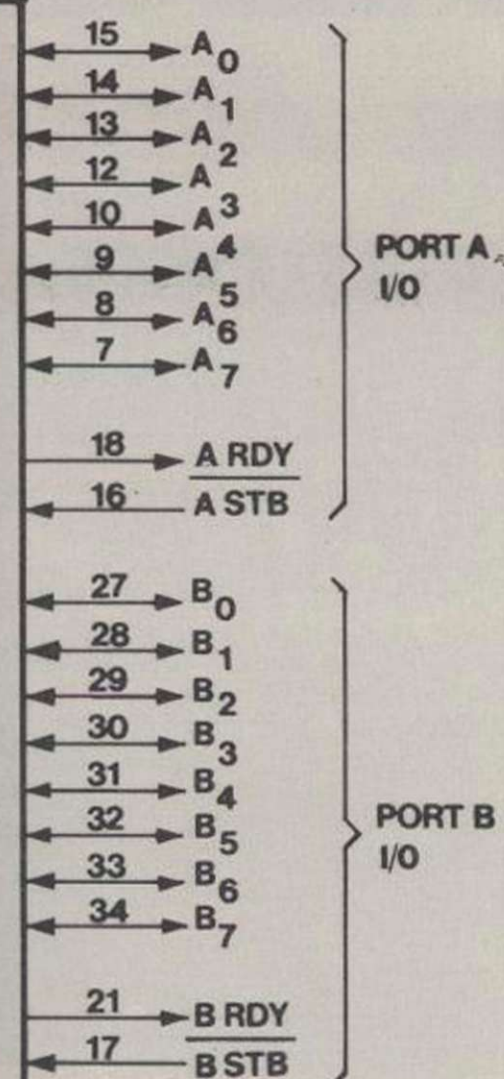 15 A0
14 A1
13 A2
12 A3
10 A4
9 A5
8 A6
7 A7
PORT A
I/O
18 A RDY
16 A STB
27 B0
28 B1
29 B2
30 B3
31 B4
32 B5
33 B6
34 B7
PORT B
I/O
21 B RDY
17 B STB